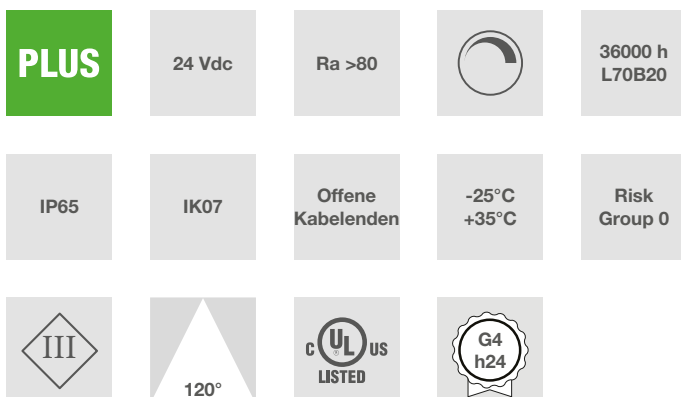 PLUS
24 Vdc
Ra >80
36000 h
L70B20
IP65
IK07
Offene
Kabelenden
-25°C
+35°C
Risk
Group 0
III
120°
C UL ® US
LISTED
G4
h24